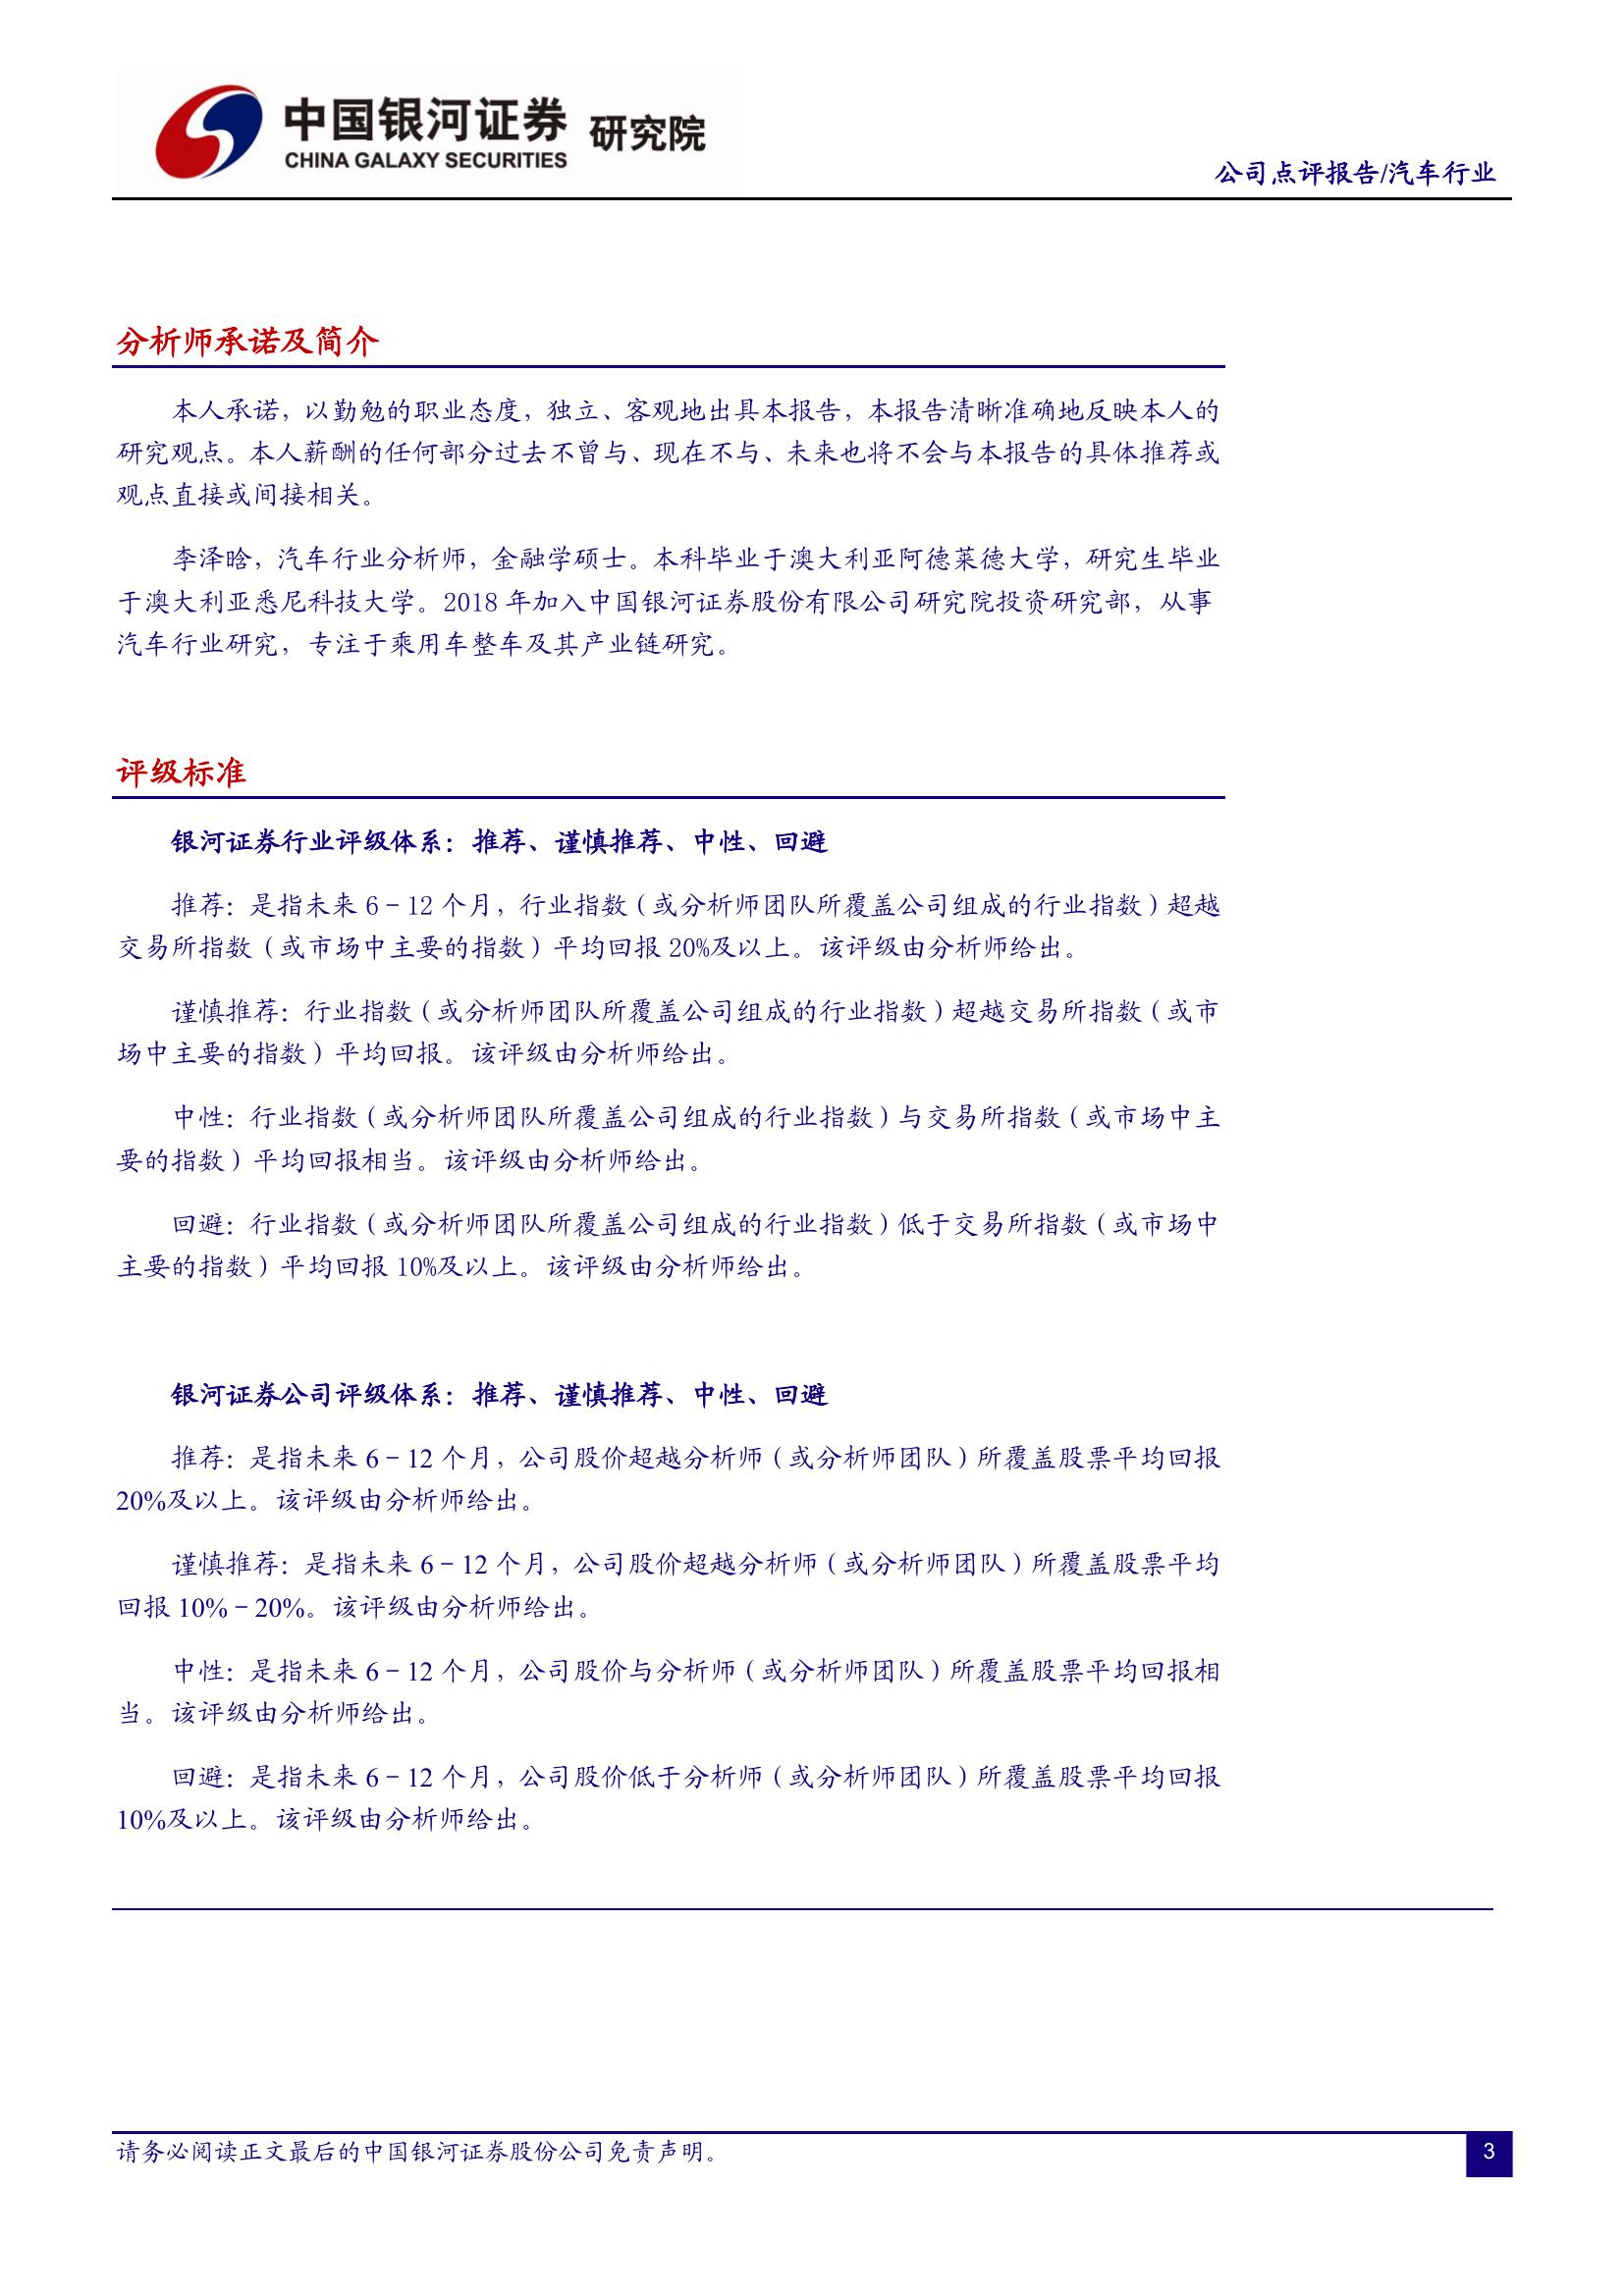 中国银河证券 研究院
CHINA GALAXY SECURITIES
公司点评报告/汽车行业
分析师承诺及简介
本人承诺，以勤勉的职业态度，独立、客观地出具本报告，本报告清晰准确地反映本人的
研究观点。本人薪酬的任何部分过去不曾与、现在不与、未来也将不会与本报告的具体推荐或
观点直接或间接相关。
李泽晗，汽车行业分析师，金融学硕士。本科毕业于澳大利亚阿德莱德大学，研究生毕业
于澳大利亚悉尼科技大学。2018 年加入中国银河证券股份有限公司研究院投资研究部，从事
汽车行业研究，专注于乘用车整车及其产业链研究。
评级标准
银河证券行业评级体系：推荐、谨慎推荐、中性、回避
推荐：是指未来 6－12 个月，行业指数（或分析师团队所覆盖公司组成的行业指数）超越
交易所指数（或市场中主要的指数）平均回报 20%及以上。该评级由分析师给出。
谨慎推荐：行业指数（或分析师团队所覆盖公司组成的行业指数）超越交易所指数（或市
场中主要的指数）平均回报。该评级由分析师给出。
中性：行业指数（或分析师团队所覆盖公司组成的行业指数）与交易所指数（或市场中主
要的指数）平均回报相当。该评级由分析师给出。
回避：行业指数（或分析师团队所覆盖公司组成的行业指数）低于交易所指数（或市场中
主要的指数）平均回报 10%及以上。该评级由分析师给出。
银河证券公司评级体系：推荐、谨慎推荐、中性、回避
推荐：是指未来 6－12 个月，公司股价超越分析师（或分析师团队）所覆盖股票平均回报
20%及以上。该评级由分析师给出。
谨慎推荐：是指未来 6－12 个月，公司股价超越分析师（或分析师团队）所覆盖股票平均
回报 10%－20%。该评级由分析师给出。
中性：是指未来 6－12 个月，公司股价与分析师（或分析师团队）所覆盖股票平均回报相
当。该评级由分析师给出。
回避：是指未来 6－12 个月，公司股价低于分析师（或分析师团队）所覆盖股票平均回报
10%及以上。该评级由分析师给出。
请务必阅读正文最后的中国银河证券股份公司免责声明。
3